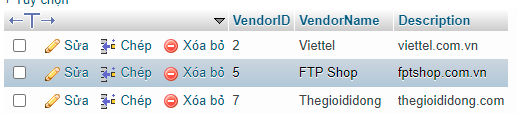 VendorID VendorName Description
Sửa Chép Xóa bỏ 2 Viettel viettel.com.vn
Sửa Chép Xóa bỏ 5 FTP Shop fptshop.com.vn
Sửa Chép Xóa bỏ 7 Thegioididong thegioididong.com